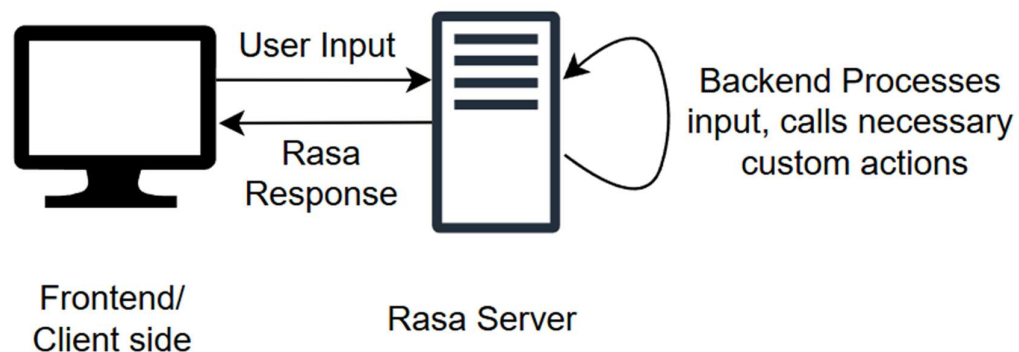 User Input
Rasa
Response
Backend Processes
input, calls necessary
custom actions
Frontend/
Client side
Rasa Server